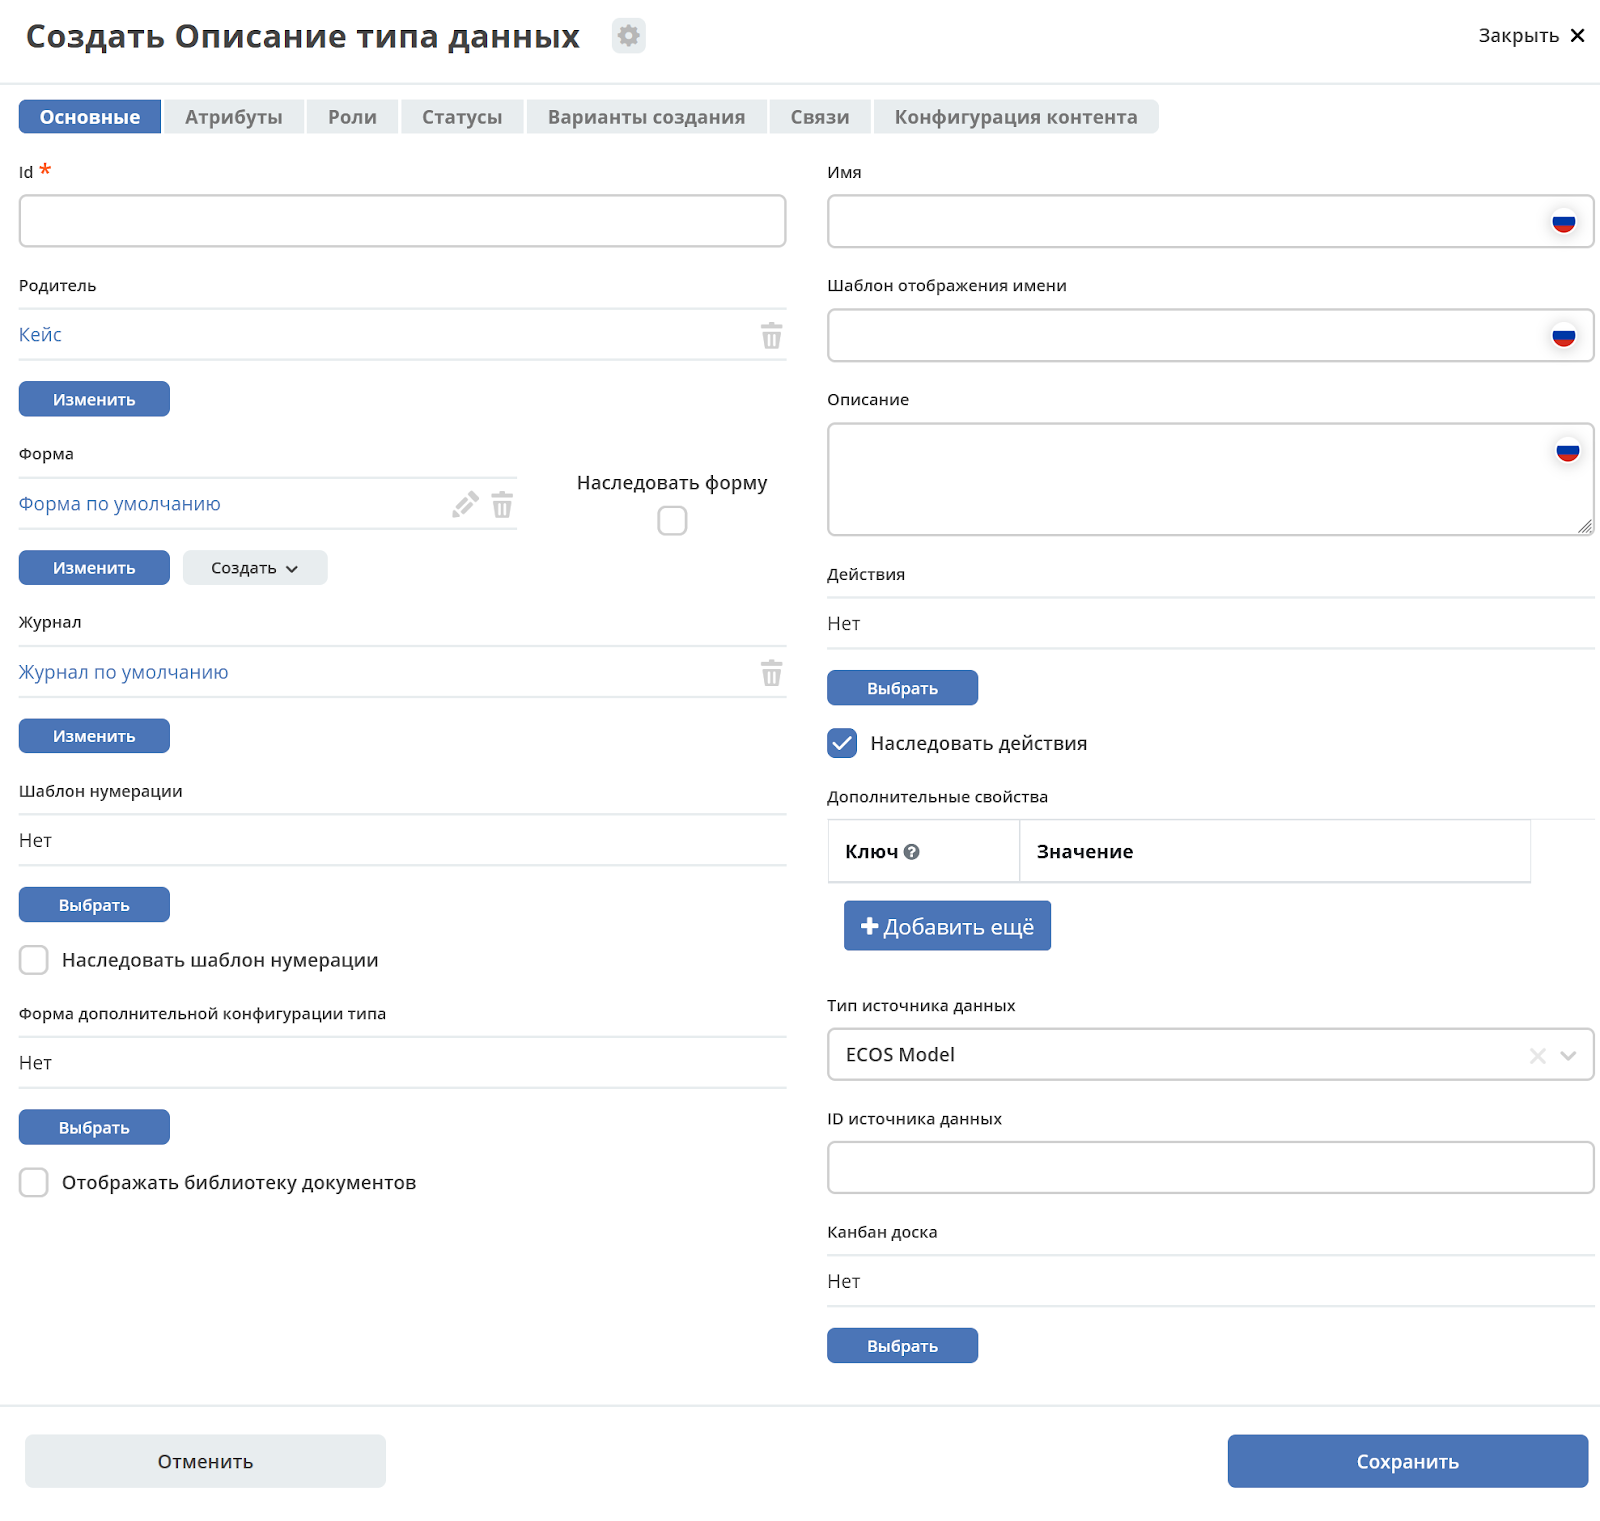 Создать Описание типа данных
Закрыть
Основные Атрибуты Роли Статусы Варианты создания Связи Конфигурация контента
Id *
Родитель
Кейс
Изменить
Форма
Форма по умолчанию
Наследовать форму
Изменить Создать
Журнал
Журнал по умолчанию
Изменить
Шаблон нумерации
Нет
Выбрать
Наследовать шаблон нумерации
Форма дополнительной конфигурации типа
Нет
Выбрать
Отображать библиотеку документов
Имя
Шаблон отображения имени
Описание
Действия
Нет
Выбрать
Наследовать действия
Дополнительные свойства
Ключ ? Значение
+ Добавить ещё
Тип источника данных
ECOS Model
ID источника данных
Канбан доска
Нет
Выбрать
Отменить Сохранить